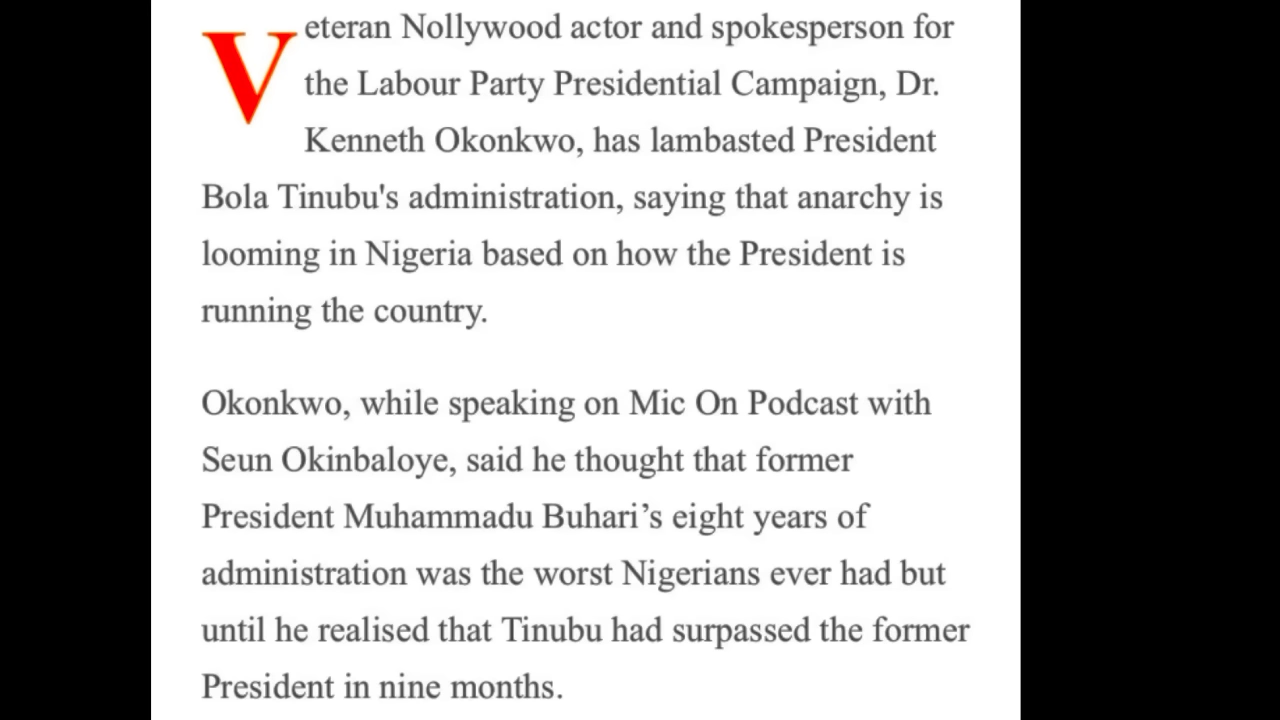 Veteran Nollywood actor and spokesperson for
the Labour Party Presidential Campaign, Dr.
Kenneth Okonkwo, has lambasted President
Bola Tinubu's administration, saying that anarchy is
looming in Nigeria based on how the President is
running the country.
Okonkwo, while speaking on Mic On Podcast with
Seun Okinbaloye, said he thought that former
President Muhammadu Buhari’s eight years of
administration was the worst Nigerians ever had but
until he realised that Tinubu had surpassed the former
President in nine months.